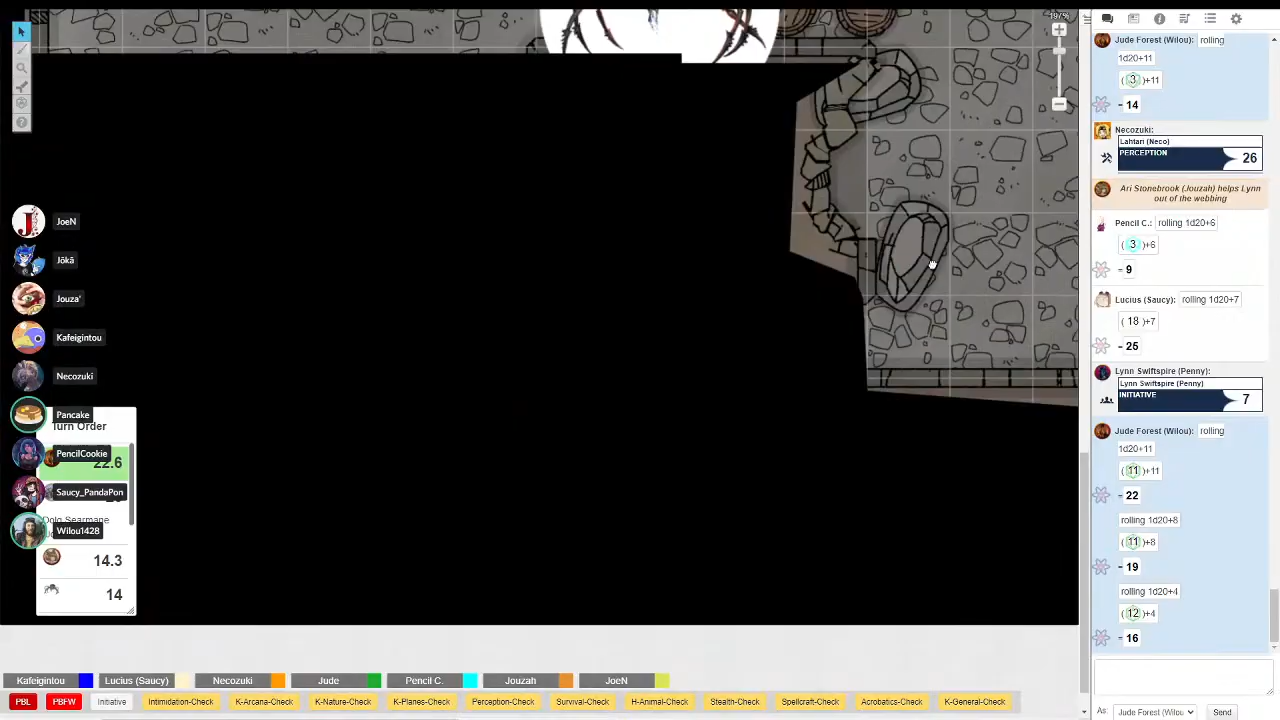 197%
JoeN
Jōkā
Jouza'
Kafeigintou
Necozuki
Pancake
Turn Order
PencilCookie
22.6
Saucy_PandaPon
Wilou1428
14.3
14
Jude Forest (Wilou): rolling
1d20+11
(3)+11
= 14
Necozuki:
Lahtari (Neco)
PERCEPTION 26
Ari Stonebrook (Jouzah) helps Lynn
out of the webbing
Pencil C.: rolling 1d20+6
(3)+6
= 9
Lucius (Saucy): rolling 1d20+7
(18)+7
= 25
Lynn Swiftspire (Penny):
Lynn Swiftspire (Penny)
INITIATIVE 7
Jude Forest (Wilou): rolling
1d20+11
(11)+11
= 22
rolling 1d20+8
(11)+8
= 19
rolling 1d20+4
(12)+4
= 16
Kafeigintou Lucius (Saucy) Necozuki Jude Pencil C. Jouzah JoeN
PBL PBFW Initiative Intimidation-Check K-Arcana-Check K-Nature-Check K-Planes-Check Perception-Check Survival-Check H-Animal-Check Stealth-Check Spellcraft-Check Acrobatics-Check K-General-Check
As: Jude Forest (Wilou Send